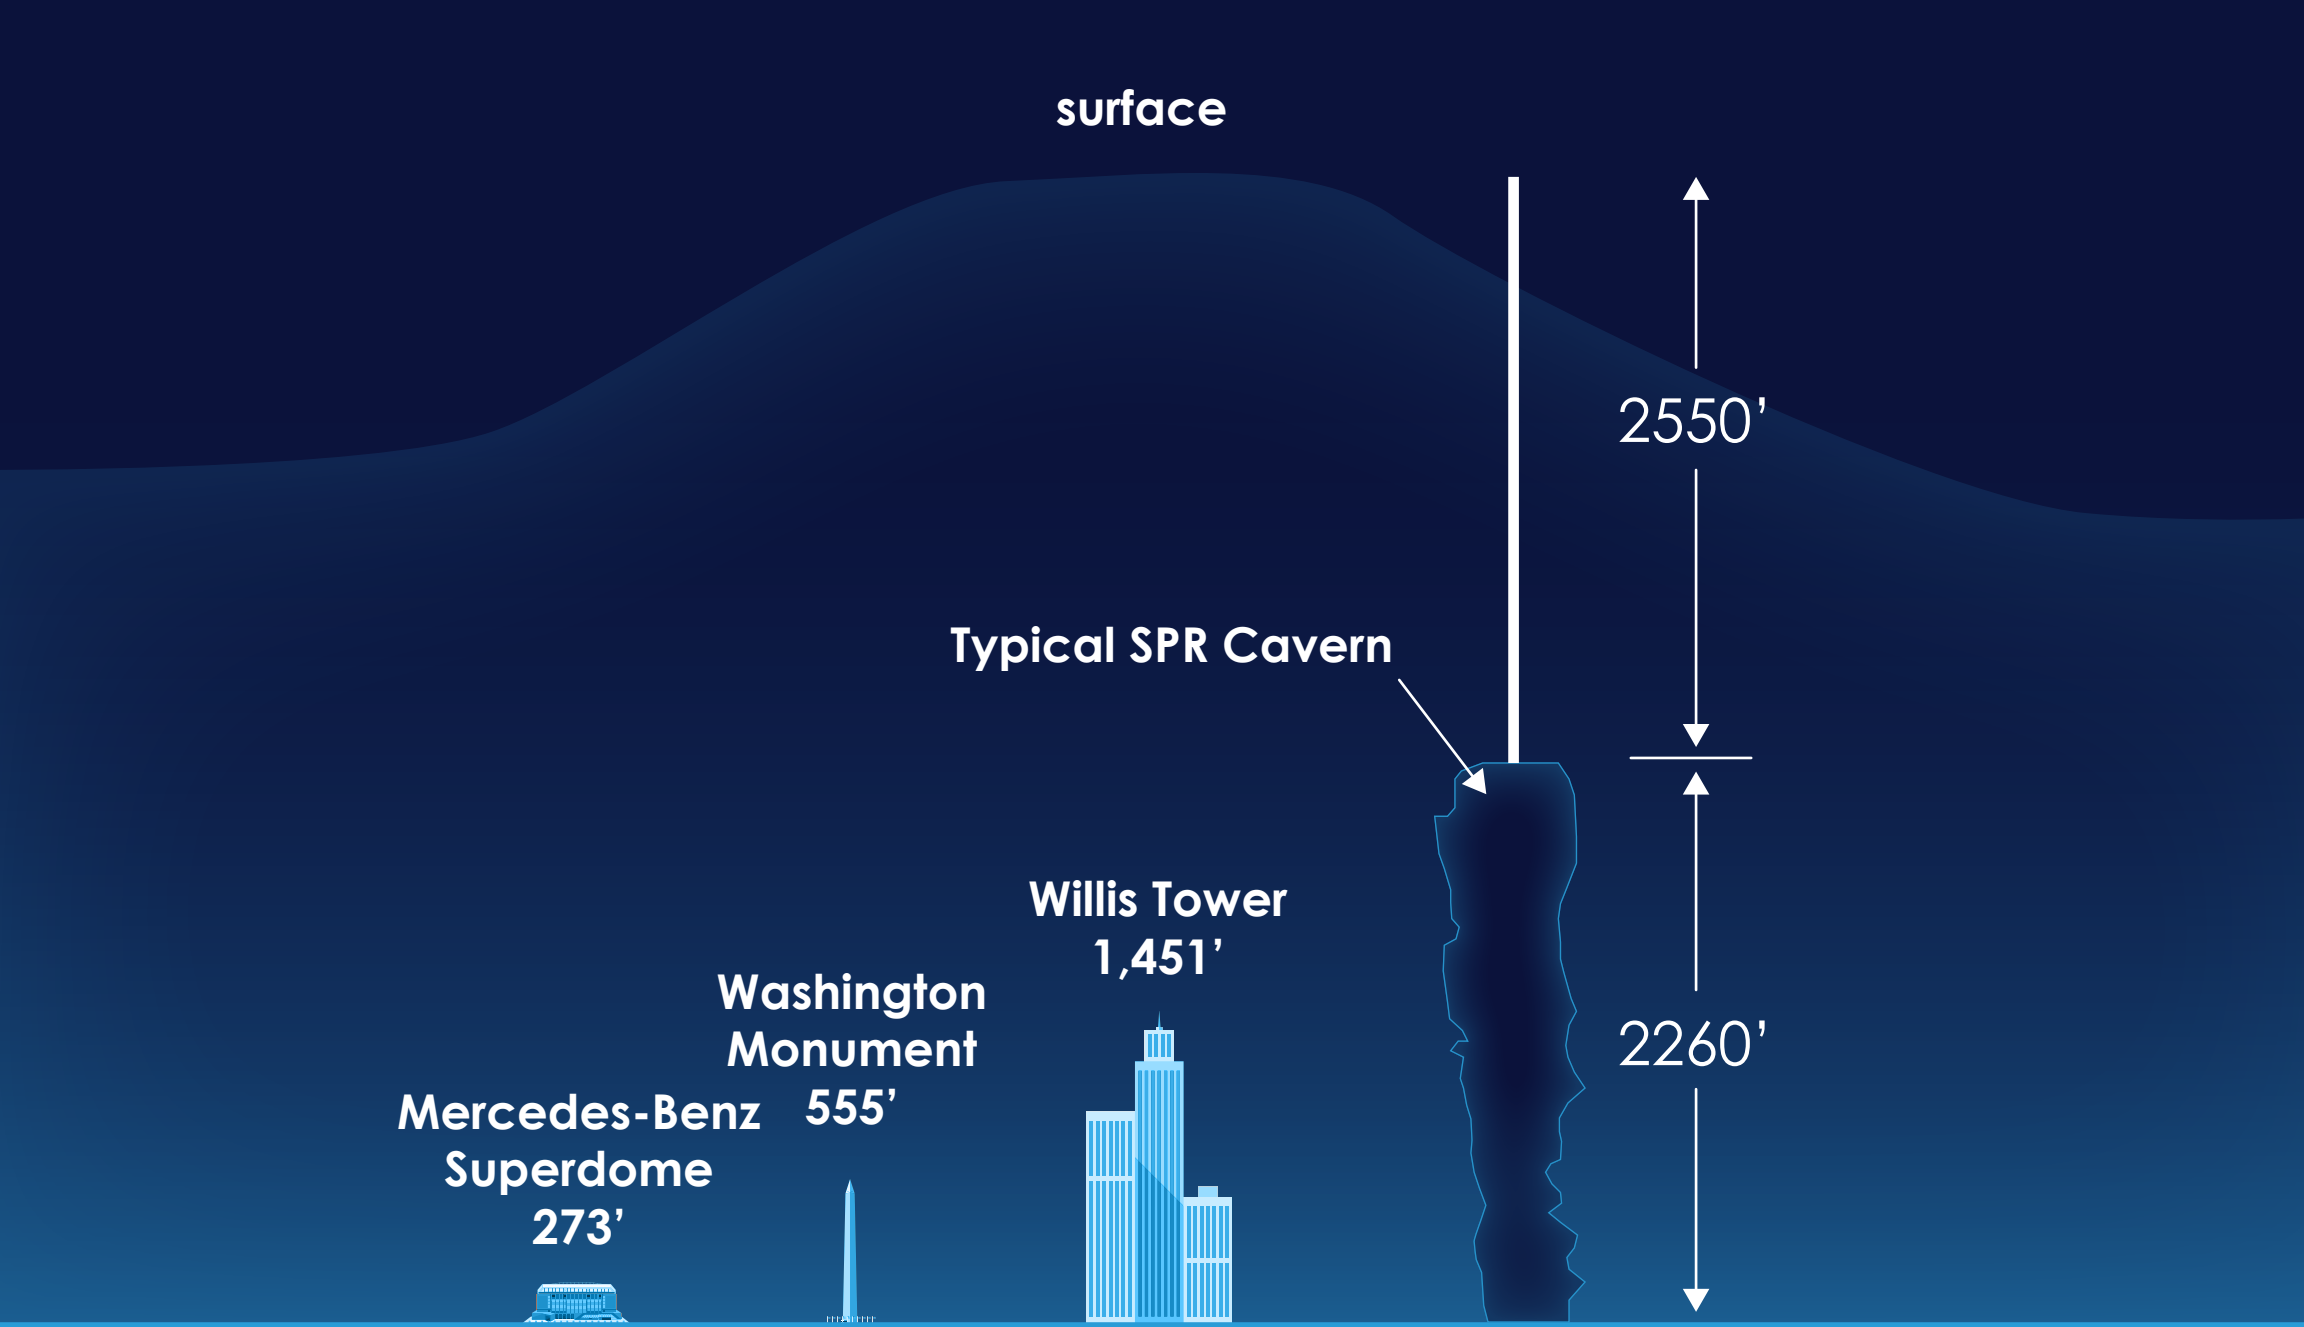 surface
2550’
Typical SPR Cavern
Willis Tower
1,451’
Washington
Monument
555’
2260’
Mercedes-Benz
Superdome
273’